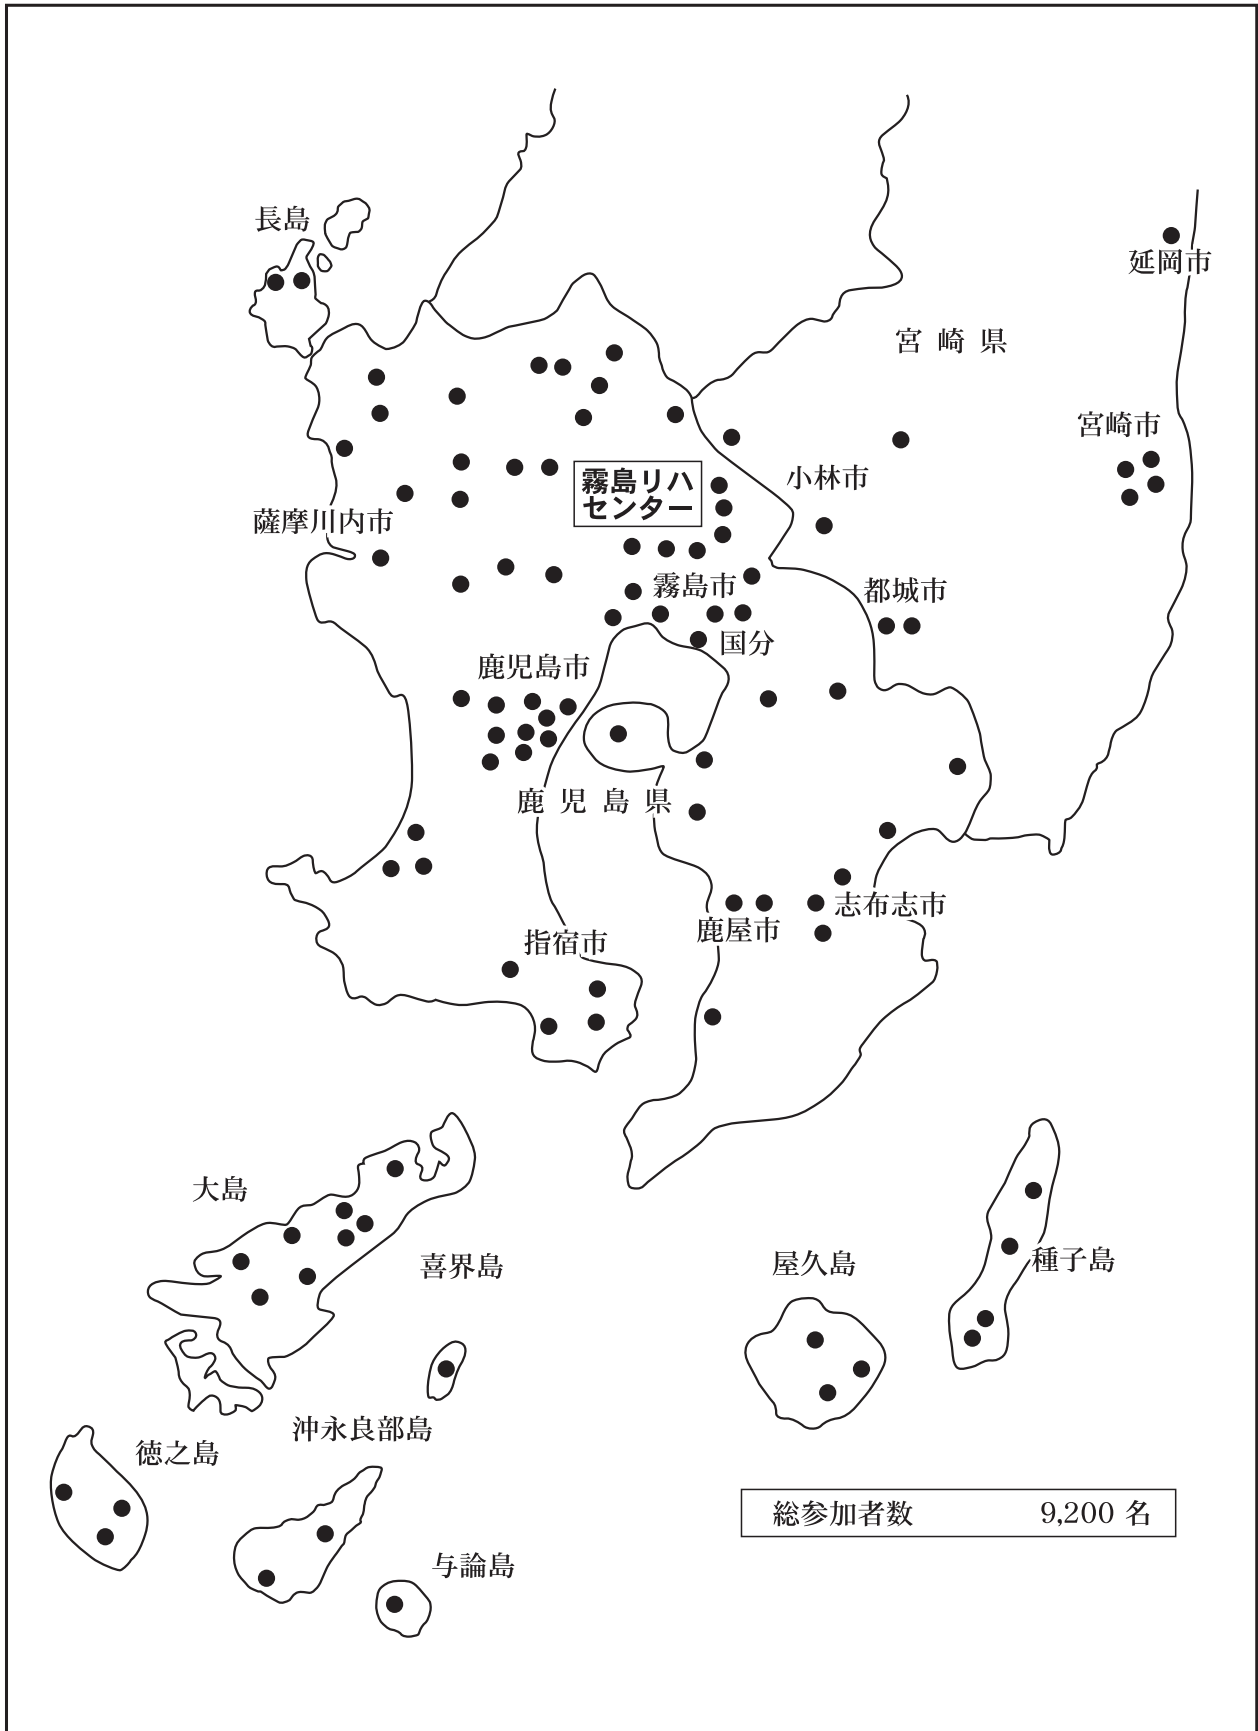 長島
延岡市
宮崎県
宮崎市
霧島リハ
センター
小林市
薩摩川内市
霧島市
都城市
国分
鹿児島市
鹿児島県
志布志市
鹿屋市
指宿市
大島
喜界島
屋久島
種子島
沖永良部島
徳之島
総参加者数 9,200 名
与論島